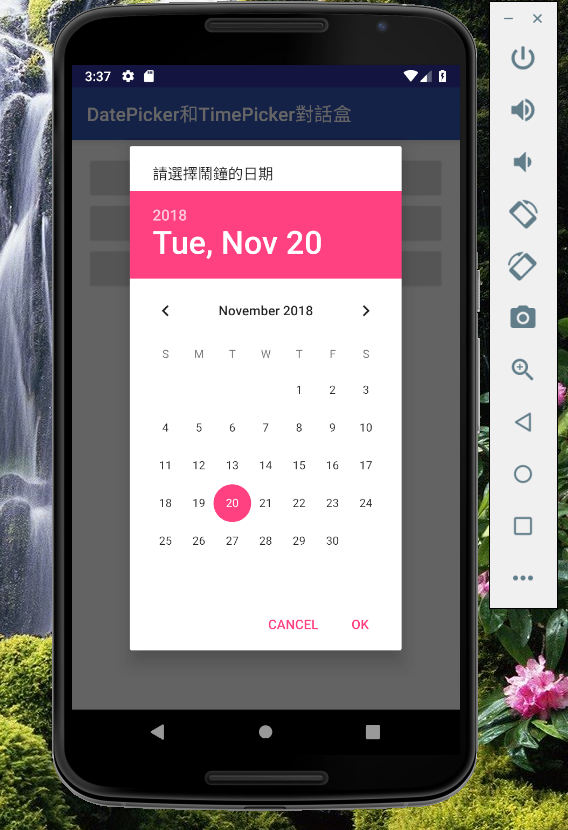 3:37
DatePicker和TimePicker對話盒
請選擇鬧鐘的日期
2018
Tue, Nov 20
November 2018
S M T W T F S
1 2 3
4 5 6 7 8 9 10
11 12 13 14 15 16 17
18 19 20 21 22 23 24
25 26 27 28 29 30
CANCEL OK